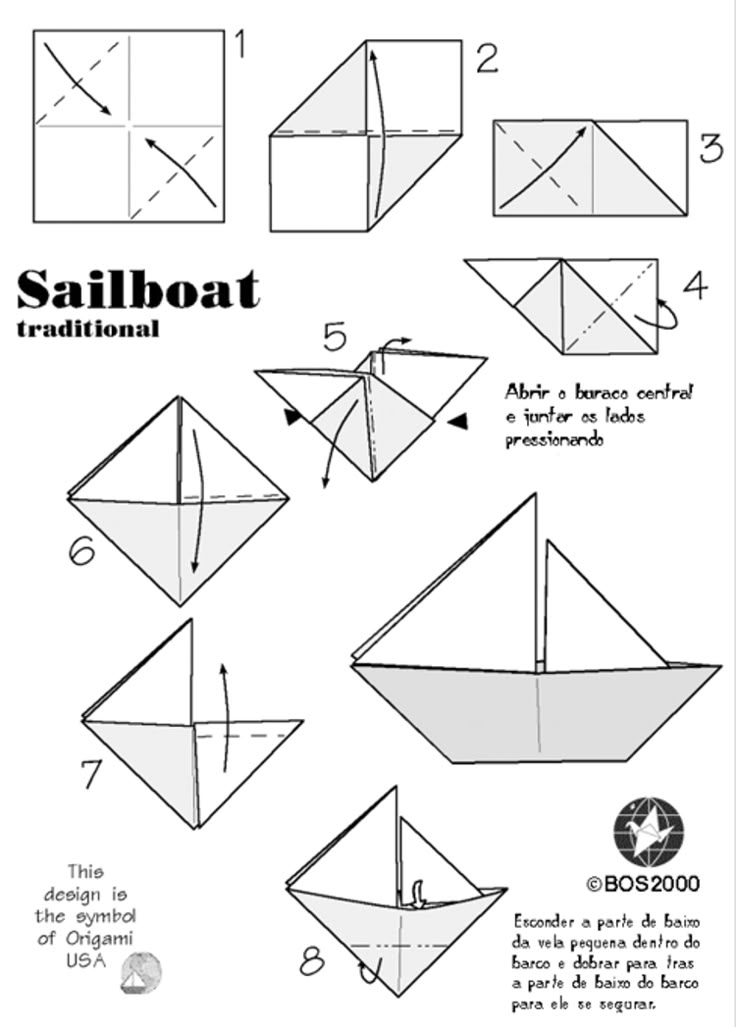 1
2
3
Sailboat
traditional
4
5
Abrir o buraco central
e juntar os lados
pressionando
6
7
This
design is
the symbol
of Origami
USA
8
©BOS2000
Esconder a parte de baixo
da vela pequena dentro do
barco e dobrar para tras
a parte de baixo do barco
para ele se segurar.